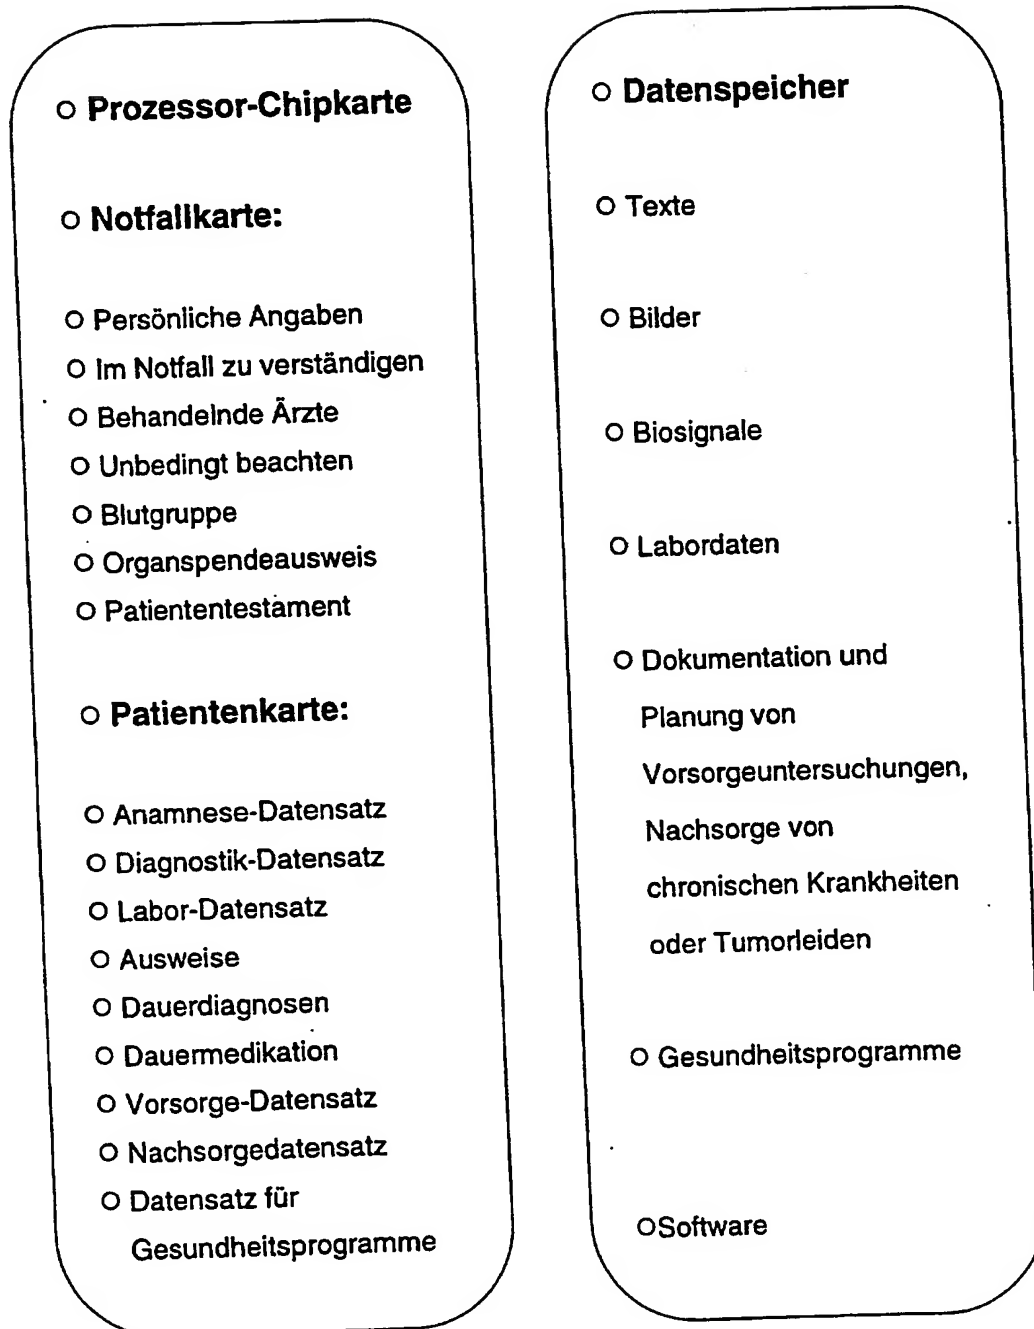 ○ Prozessor-Chipkarte
○ Notfallkarte:
○ Persönliche Angaben
○ Im Notfall zu verständigen
○ Behandelnde Ärzte
○ Unbedingt beachten
○ Blutgruppe
○ Organspendeausweis
○ Patiententestament
○ Patientenkarte:
○ Anamnese-Datensatz
○ Diagnostik-Datensatz
○ Labor-Datensatz
○ Ausweise
○ Dauerdiagnosen
○ Dauermedikation
○ Vorsorge-Datensatz
○ Nachsorgedatensatz
○ Datensatz für
Gesundheitsprogramme
○ Datenspeicher
○ Texte
○ Bilder
○ Biosignale
○ Labordaten
○ Dokumentation und
Planung von
Vorsorgeuntersuchungen,
Nachsorge von
chronischen Krankheiten
oder Tumorleiden
○ Gesundheitsprogramme
○Software